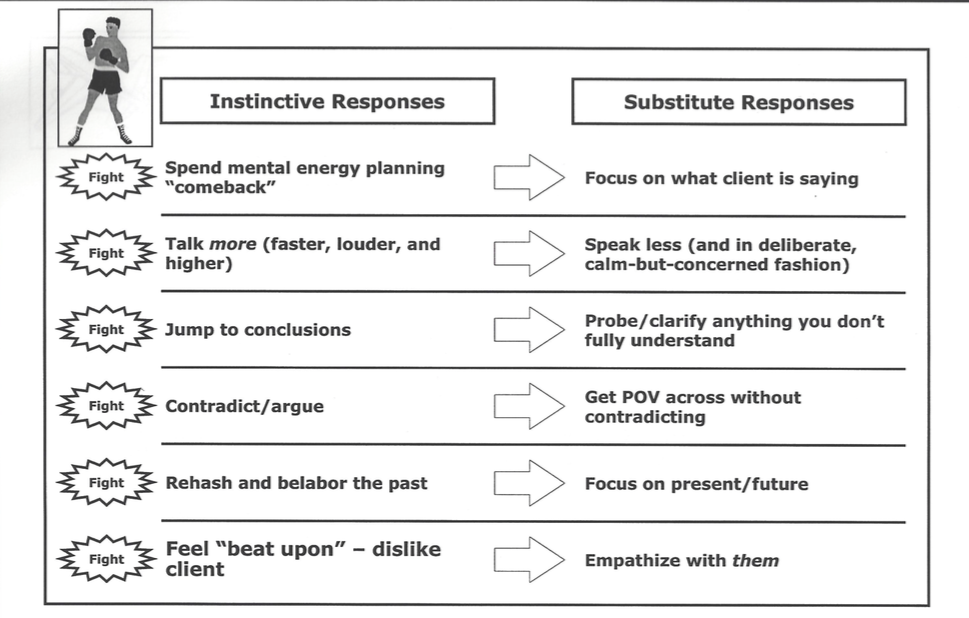 Instinctive Responses
Substitute Responses
Fight
Spend mental energy planning
“comeback”
Focus on what client is saying
Fight
Talk more (faster, louder, and
higher)
Speak less (and in deliberate,
calm-but-concerned fashion)
Fight
Jump to conclusions
Probe/clarify anything you don’t
fully understand
Fight
Contradict/argue
Get POV across without
contradicting
Fight
Rehash and belabor the past
Focus on present/future
Fight
Feel “beat upon” – dislike
client
Empathize with them